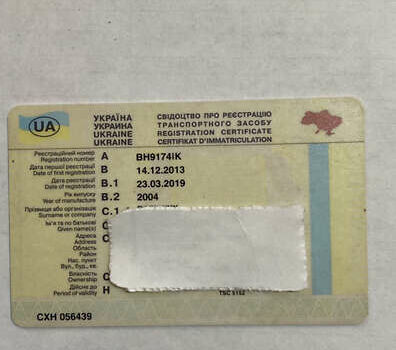 UA
УКРАЇНА
УКРАИНА
UKRAINE
UKRAINE
СВІДОЦТВО ПРО РЕЄСТРАЦІЮ
ТРАНСПОРТНОГО ЗАСОБУ
REGISTRATION CERTIFICATE
CERTIFICAT D'IMMATRICULATION
Реєстраційний номер
Registration number A BH9174IK
Дата першої реєстрації
Date of first registration B 14.12.2013
Дата реєстрації
Date of registration B.1 23.03.2019
Рік випуску
Year of manufacture B.2 2004
Прізвище або організація
Surname or company C.1
Ім'я та по батькові
Given name(s)
Адреса
Address
Область
Район
Нас. пункт
Вул., буд., кв.
Власність
Ownership
Дійсне до
Period of validity H
СХН 056439